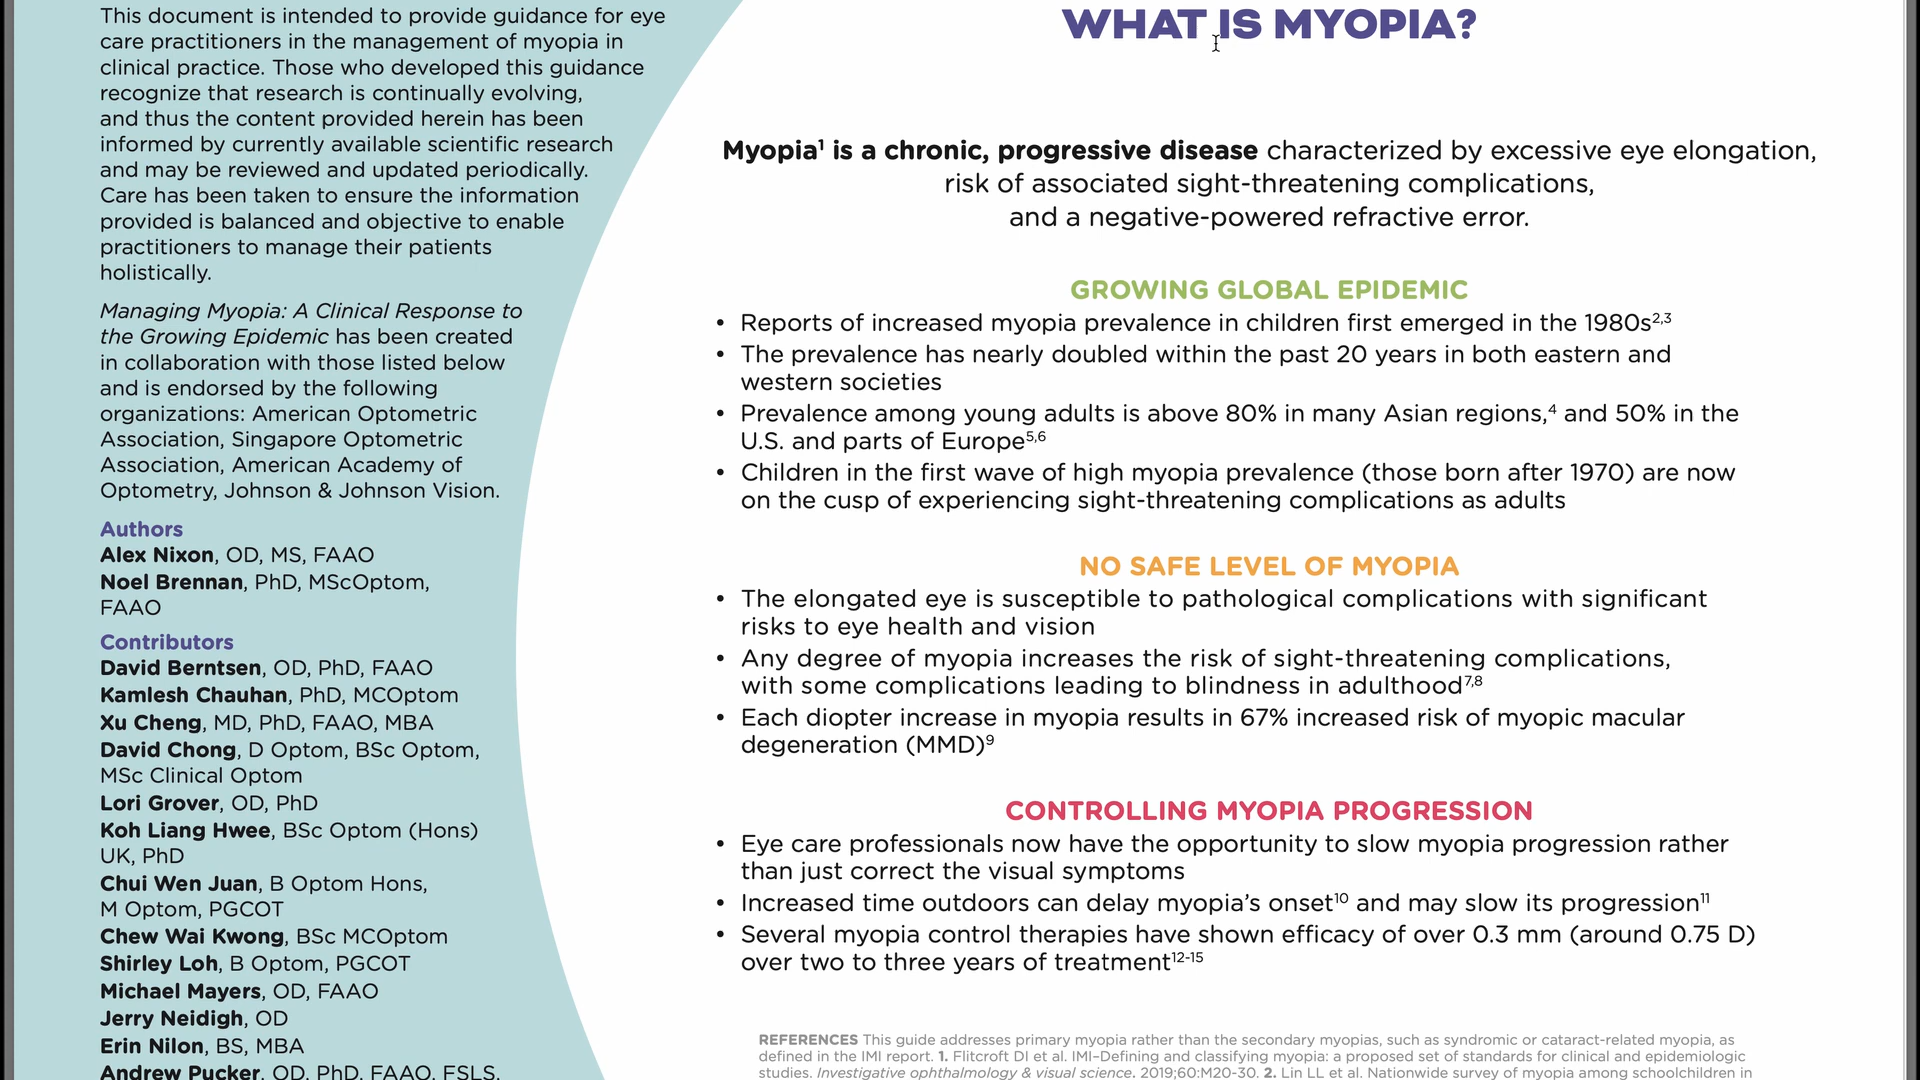 This document is intended to provide guidance for eye
care practitioners in the management of myopia in
clinical practice. Those who developed this guidance
recognize that research is continually evolving,
and thus the content provided herein has been
informed by currently available scientific research
and may be reviewed and updated periodically.
Care has been taken to ensure the information
provided is balanced and objective to enable
practitioners to manage their patients
holistically.
Managing Myopia: A Clinical Response to
the Growing Epidemic has been created
in collaboration with those listed below
and is endorsed by the following
organizations: American Optometric
Association, Singapore Optometric
Association, American Academy of
Optometry, Johnson & Johnson Vision.
Authors
Alex Nixon, OD, MS, FAAO
Noel Brennan, PhD, MScOptom,
FAAO
Contributors
David Berntsen, OD, PhD, FAAO
Kamlesh Chauhan, PhD, MCOptom
Xu Cheng, MD, PhD, FAAO, MBA
David Chong, D Optom, BSc Optom,
MSc Clinical Optom
Lori Grover, OD, PhD
Koh Liang Hwee, BSc Optom (Hons)
UK, PhD
Chui Wen Juan, B Optom Hons,
M Optom, PGCOT
Chew Wai Kwong, BSc MCOptom
Shirley Loh, B Optom, PGCOT
Michael Mayers, OD, FAAO
Jerry Neidigh, OD
Erin Nilon, BS, MBA
Andrew Pucker, OD, PhD, FAAO, FSLS,
WHAT IS MYOPIA?
Myopia¹ is a chronic, progressive disease characterized by excessive eye elongation,
risk of associated sight-threatening complications,
and a negative-powered refractive error.
GROWING GLOBAL EPIDEMIC
• Reports of increased myopia prevalence in children first emerged in the 1980s²,³
• The prevalence has nearly doubled within the past 20 years in both eastern and
western societies
• Prevalence among young adults is above 80% in many Asian regions,⁴ and 50% in the
U.S. and parts of Europe⁵,⁶
• Children in the first wave of high myopia prevalence (those born after 1970) are now
on the cusp of experiencing sight-threatening complications as adults
NO SAFE LEVEL OF MYOPIA
• The elongated eye is susceptible to pathological complications with significant
risks to eye health and vision
• Any degree of myopia increases the risk of sight-threatening complications,
with some complications leading to blindness in adulthood⁷,⁸
• Each diopter increase in myopia results in 67% increased risk of myopic macular
degeneration (MMD)⁹
CONTROLLING MYOPIA PROGRESSION
• Eye care professionals now have the opportunity to slow myopia progression rather
than just correct the visual symptoms
• Increased time outdoors can delay myopia's onset¹⁰ and may slow its progression¹¹
• Several myopia control therapies have shown efficacy of over 0.3 mm (around 0.75 D)
over two to three years of treatment¹²⁻¹⁵
REFERENCES This guide addresses primary myopia rather than the secondary myopias, such as syndromic or cataract-related myopia, as
defined in the IMI report. 1. Flitcroft DI et al. IMI–Defining and classifying myopia: a proposed set of standards for clinical and epidemiologic
studies. Investigative ophthalmology & visual science. 2019;60:M20-30. 2. Lin LL et al. Nationwide survey of myopia among schoolchildren in